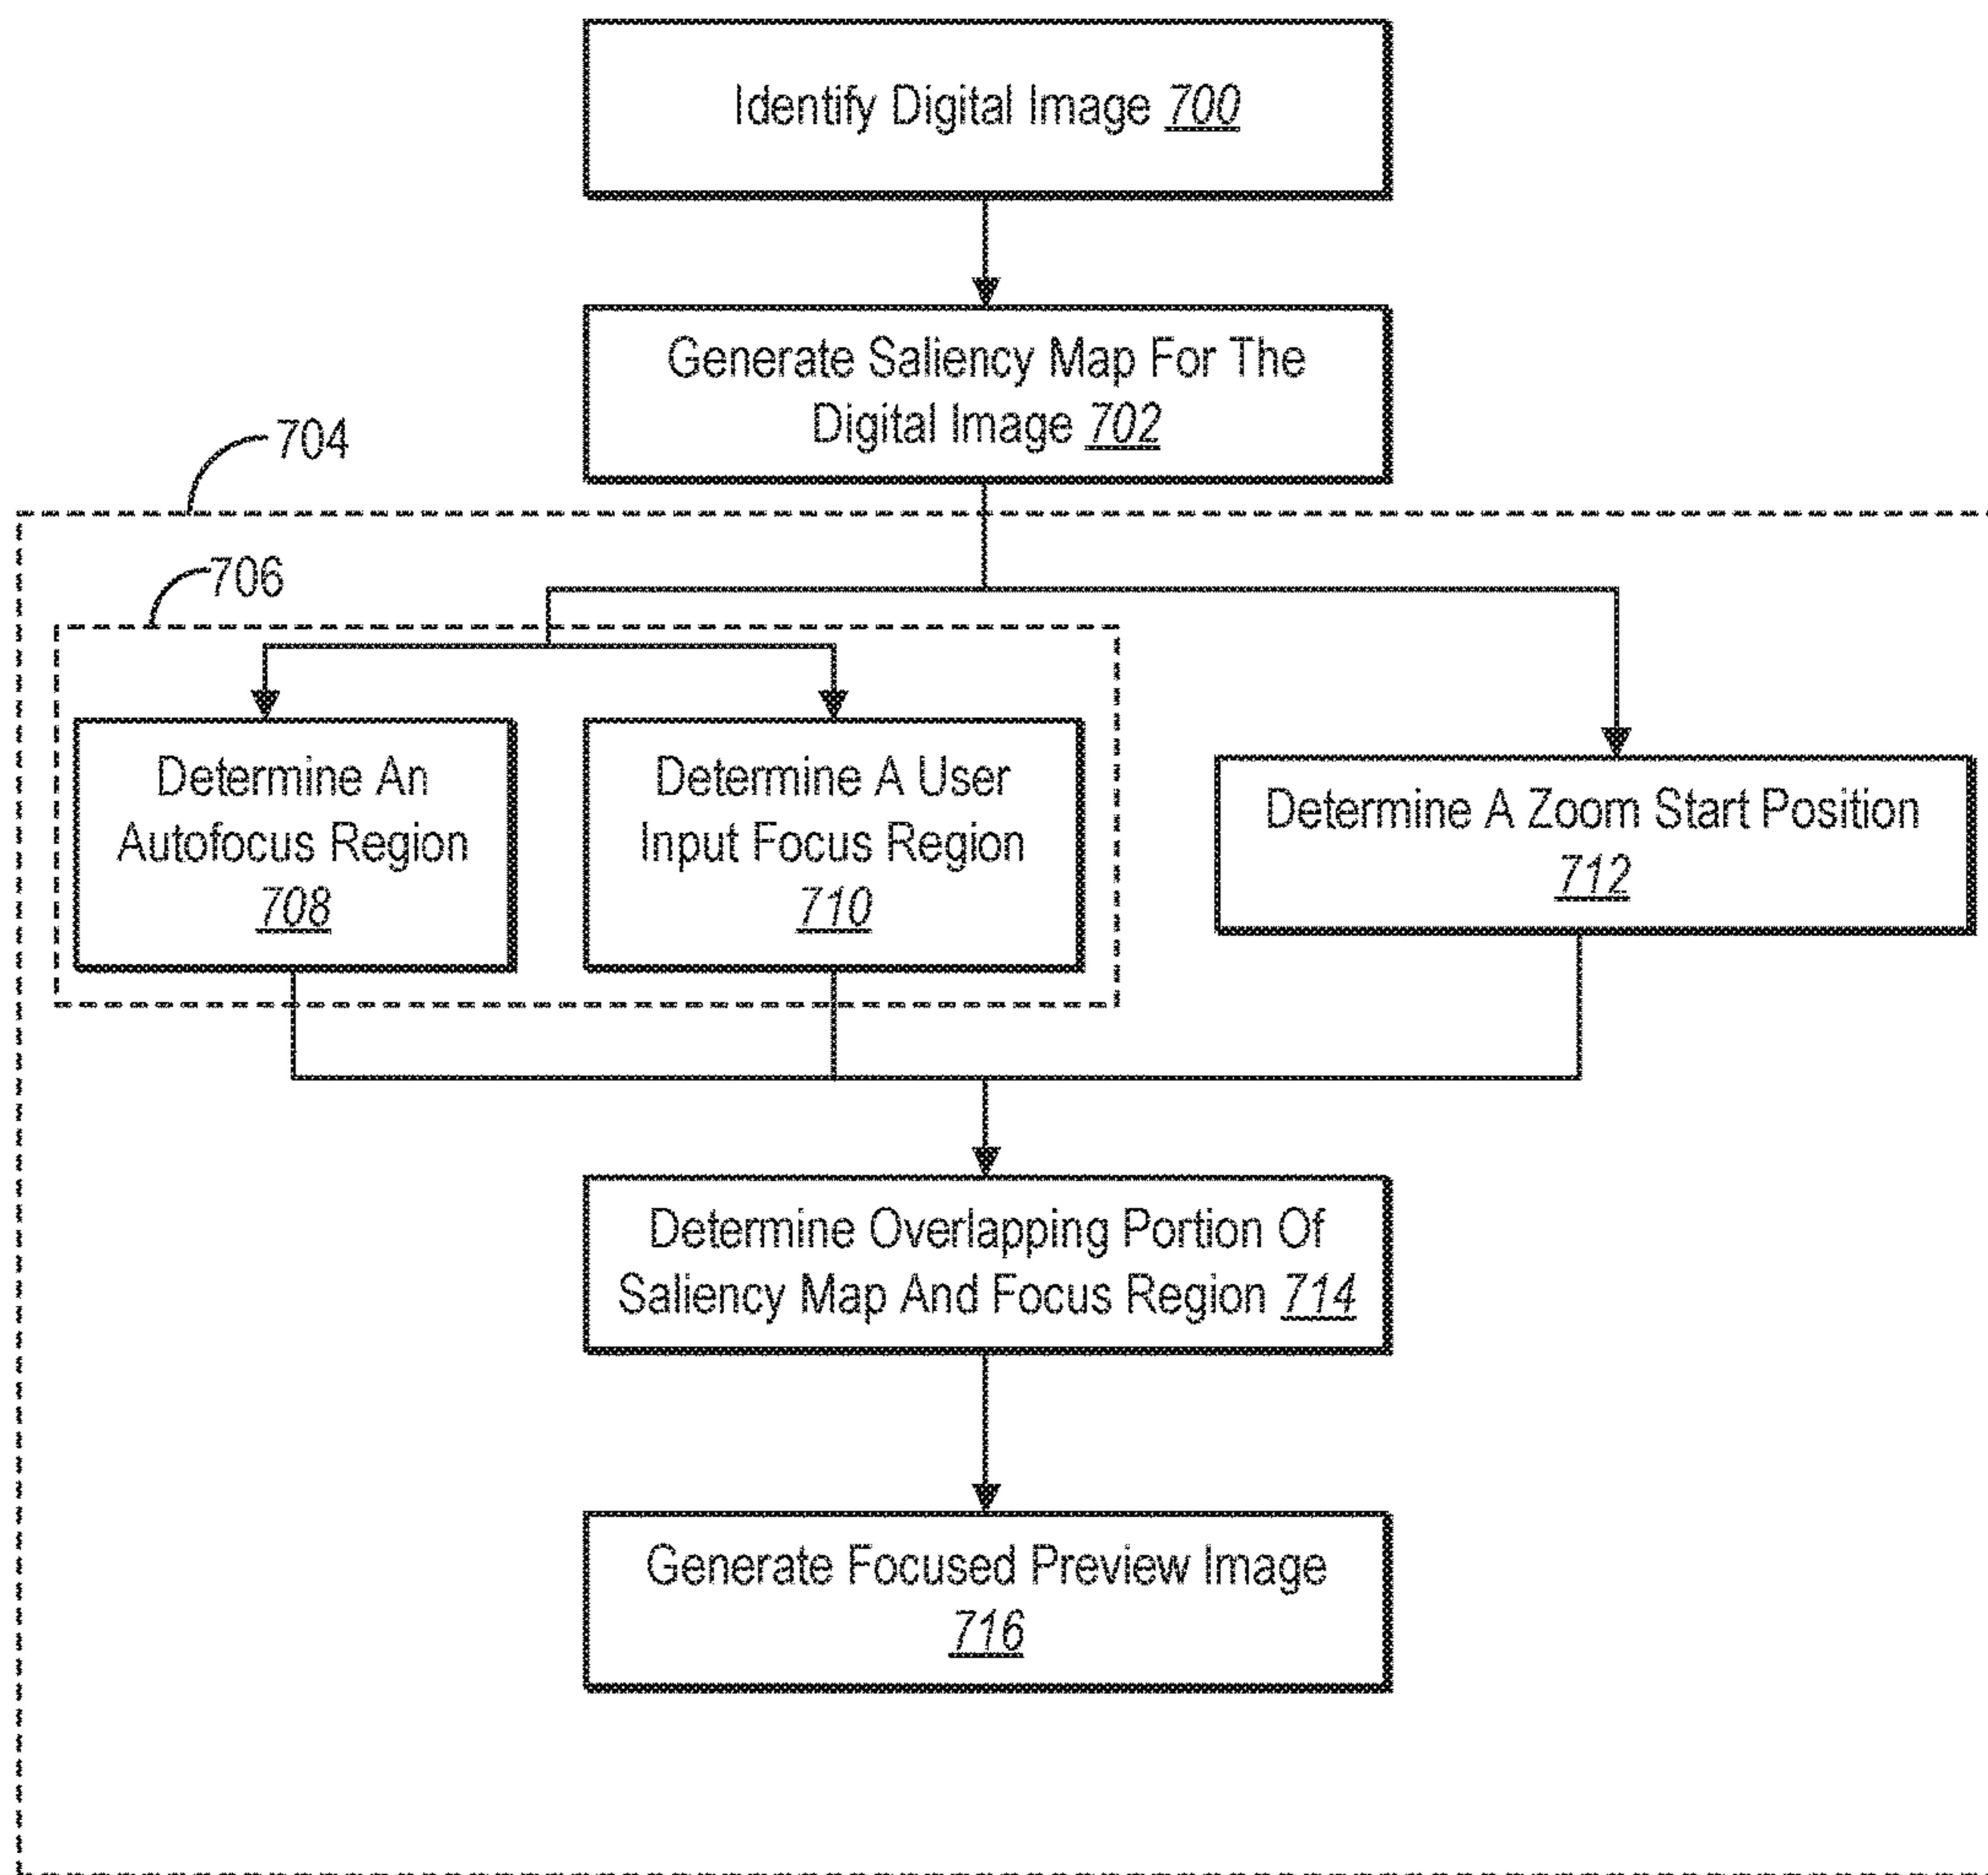 Identify Digital Image 700
Generate Saliency Map For The
Digital Image 702
704
706
Determine An
Autofocus Region
708
Determine A User
Input Focus Region
710
Determine A Zoom Start Position
712
Determine Overlapping Portion Of
Saliency Map And Focus Region 714
Generate Focused Preview Image
716